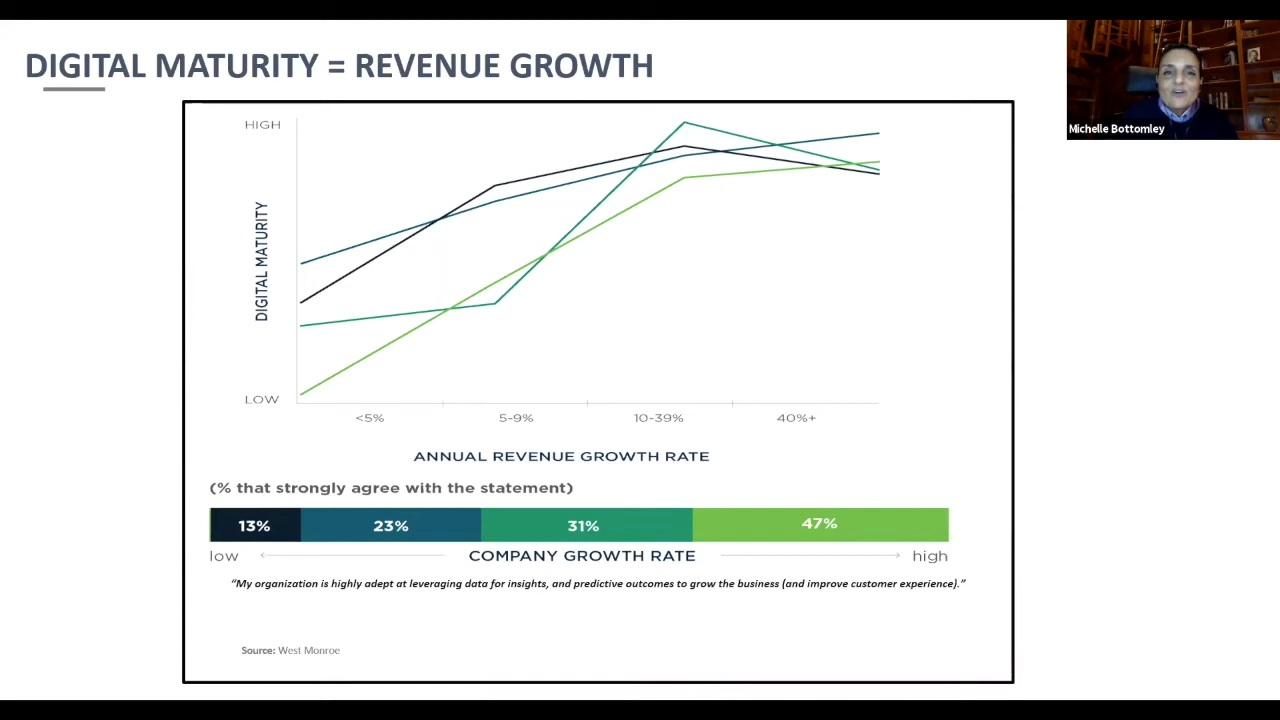 DIGITAL MATURITY = REVENUE GROWTH
Michelle Bottomley
HIGH
DIGITAL MATURITY
LOW
<5% 5-9% 10-39% 40%+
ANNUAL REVENUE GROWTH RATE
(% that strongly agree with the statement)
13% 23% 31% 47%
low COMPANY GROWTH RATE high
“My organization is highly adept at leveraging data for insights, and predictive outcomes to grow the business (and improve customer experience).”
Source: West Monroe